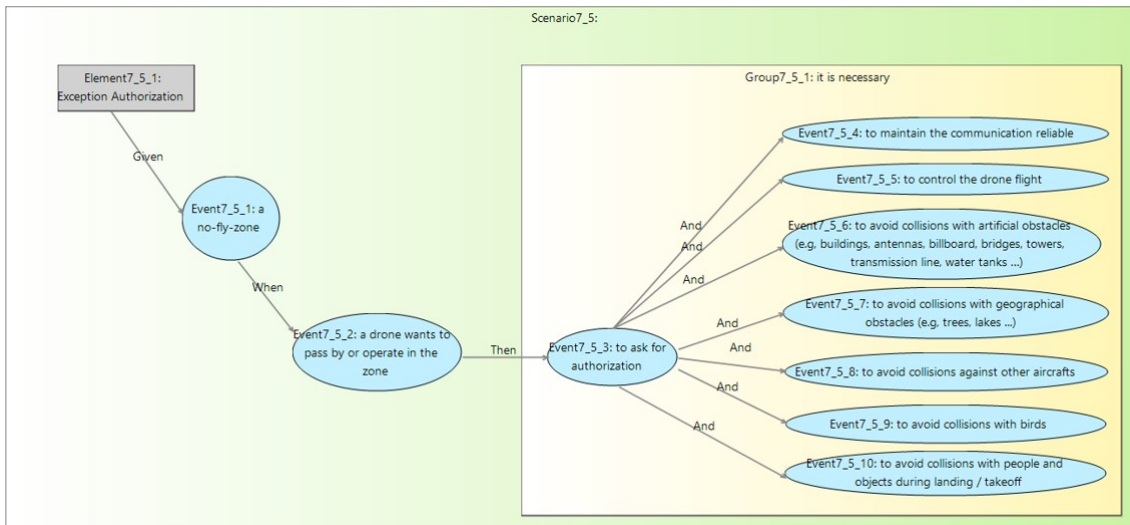 Scenario7_5:
Element7_5_1:
Exception Authorization
Given
Event7_5_1: a
no-fly-zone
When
Event7_5_2: a drone wants to
pass by or operate in the
zone
Then
Group7_5_1: it is necessary
Event7_5_3: to ask for
authorization
And
Event7_5_4: to maintain the communication reliable
And
Event7_5_5: to control the drone flight
And
Event7_5_6: to avoid collisions with artificial obstacles
(e.g, buildings, antennas, billboard, bridges, towers,
transmission line, water tanks ...)
And
Event7_5_7: to avoid collisions with geographical
obstacles (e.g, trees, lakes ...)
And
Event7_5_8: to avoid collisions against other aircrafts
And
Event7_5_9: to avoid collisions with birds
And
Event7_5_10: to avoid collisions with people and
objects during landing / takeoff